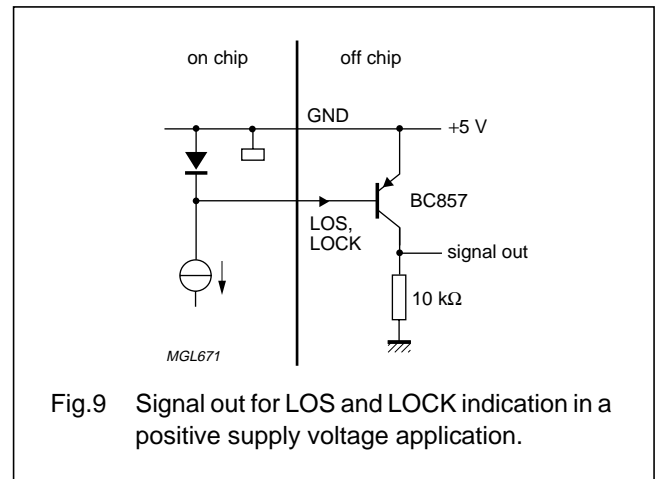 on chip
off chip
GND
+5 V
BC857
LOS,
LOCK
signal out
10 kΩ
MGL671
Fig.9 Signal out for LOS and LOCK indication in a
positive supply voltage application.